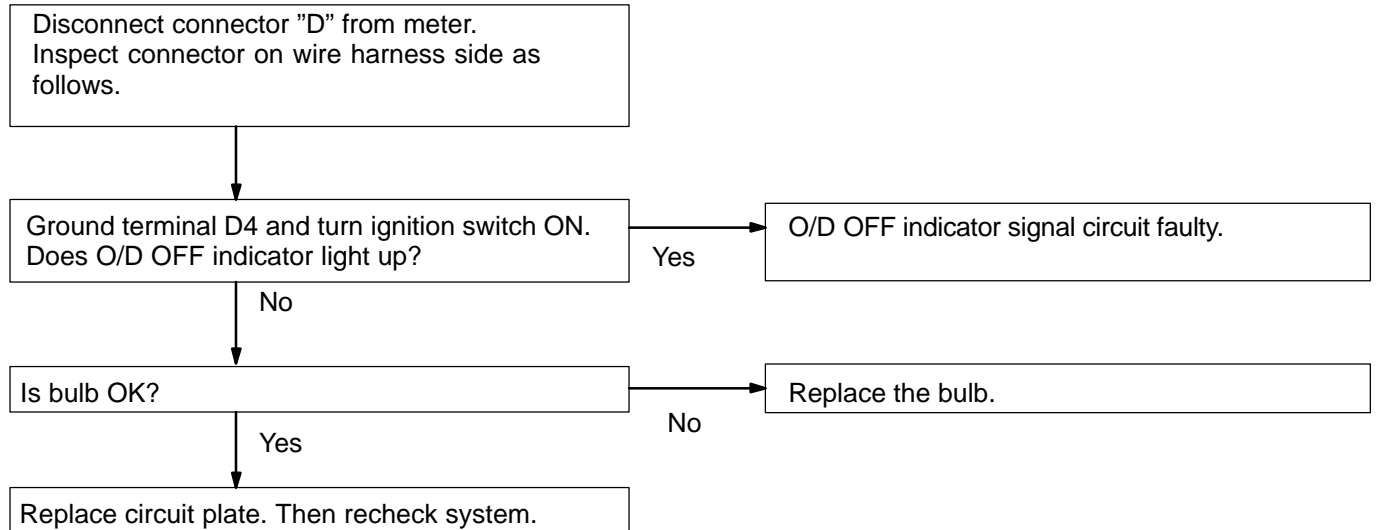 Disconnect connector ”D” from meter.
Inspect connector on wire harness side as
follows.
Ground terminal D4 and turn ignition switch ON.
Does O/D OFF indicator light up?
Yes
O/D OFF indicator signal circuit faulty.
No
Is bulb OK?
No
Replace the bulb.
Yes
Replace circuit plate. Then recheck system.